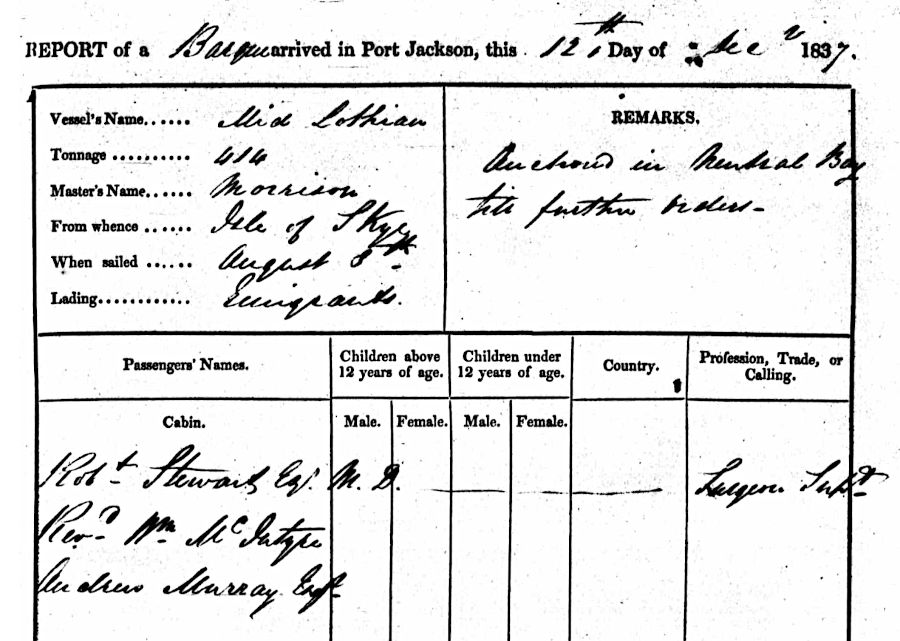 REPORT of a Barque arrived in Port Jackson, this 12th Day of Decr 1837.
Vessel's Name...... Mid Lothian
Tonnage .......... 414
Master's Name...... Morrison
From whence ...... Isle of Skye
When sailed ...... August 8th
Lading............ Emigrants.
REMARKS.
Anchored in Neutral Bay
till further orders-
Passengers' Names.
Children above
12 years of age.
Children under
12 years of age.
Country.
Profession, Trade, or
Calling.
Cabin.
Male.
Female.
Male.
Female.
Robt Stewart Esqr. M. D. Surgeon Supdt
Revd Wm McIntyre
Andrew Murray Esqr